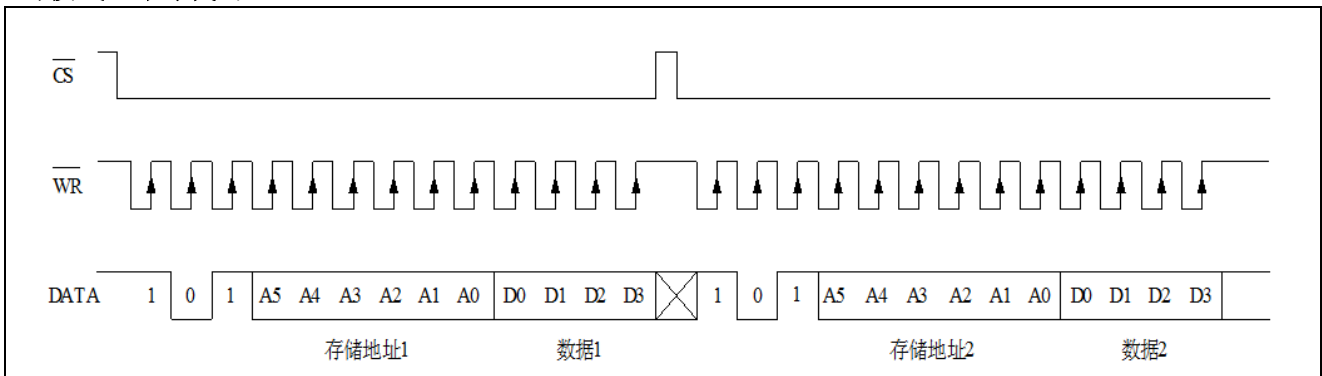 CS
WR
DATA 1 0 1 A5 A4 A3 A2 A1 A0 D0 D1 D2 D3 1 0 1 A5 A4 A3 A2 A1 A0 D0 D1 D2 D3
存储地址1 数据1 存储地址2 数据2